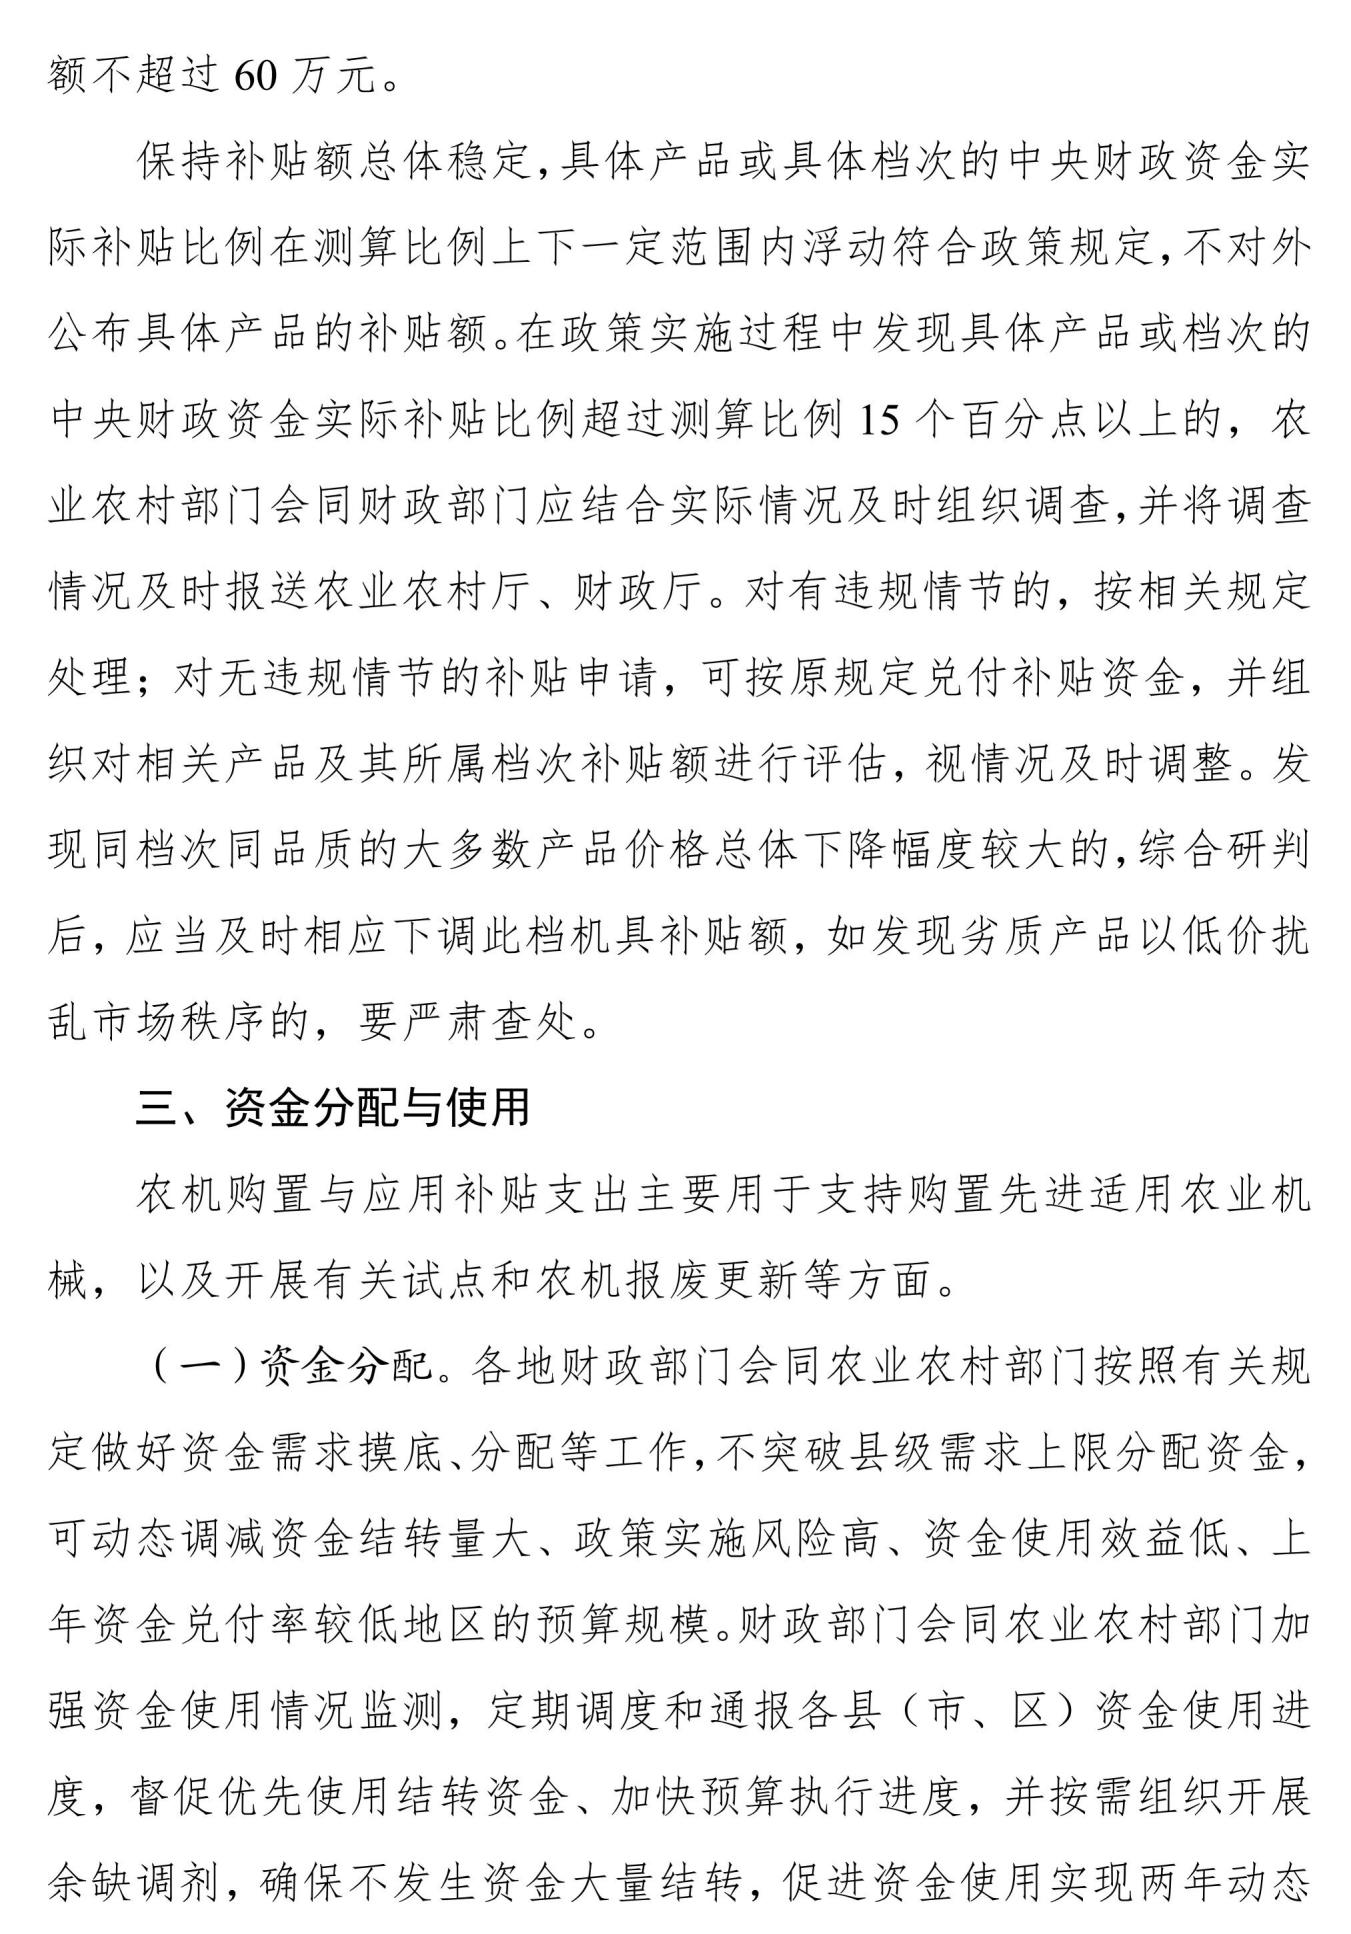 额不超过 60 万元。
保持补贴额总体稳定，具体产品或具体档次的中央财政资金实
际补贴比例在测算比例上下一定范围内浮动符合政策规定，不对外
公布具体产品的补贴额。在政策实施过程中发现具体产品或档次的
中央财政资金实际补贴比例超过测算比例 15 个百分点以上的，农
业农村部门会同财政部门应结合实际情况及时组织调查，并将调查
情况及时报送农业农村厅、财政厅。对有违规情节的，按相关规定
处理；对无违规情节的补贴申请，可按原规定兑付补贴资金，并组
织对相关产品及其所属档次补贴额进行评估，视情况及时调整。发
现同档次同品质的大多数产品价格总体下降幅度较大的，综合研判
后，应当及时相应下调此档机具补贴额，如发现劣质产品以低价扰
乱市场秩序的，要严肃查处。
三、资金分配与使用
农机购置与应用补贴支出主要用于支持购置先进适用农业机
械，以及开展有关试点和农机报废更新等方面。
（一）资金分配。各地财政部门会同农业农村部门按照有关规
定做好资金需求摸底、分配等工作，不突破县级需求上限分配资金，
可动态调减资金结转量大、政策实施风险高、资金使用效益低、上
年资金兑付率较低地区的预算规模。财政部门会同农业农村部门加
强资金使用情况监测，定期调度和通报各县（市、区）资金使用进
度，督促优先使用结转资金、加快预算执行进度，并按需组织开展
余缺调剂，确保不发生资金大量结转，促进资金使用实现两年动态